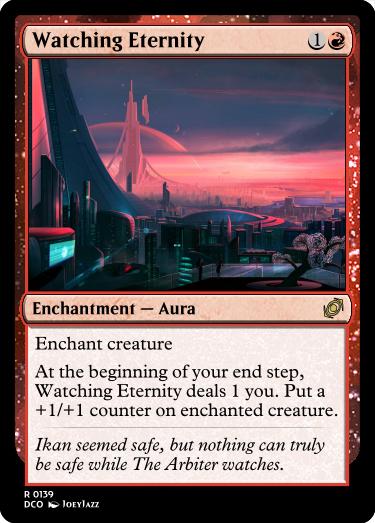 Watching Eternity 1
Enchantment — Aura
Enchant creature
At the beginning of your end step,
Watching Eternity deals 1 you. Put a
+1/+1 counter on enchanted creature.
Ikan seemed safe, but nothing can truly
be safe while The Arbiter watches.
R 0139
DCO JoeyJazz